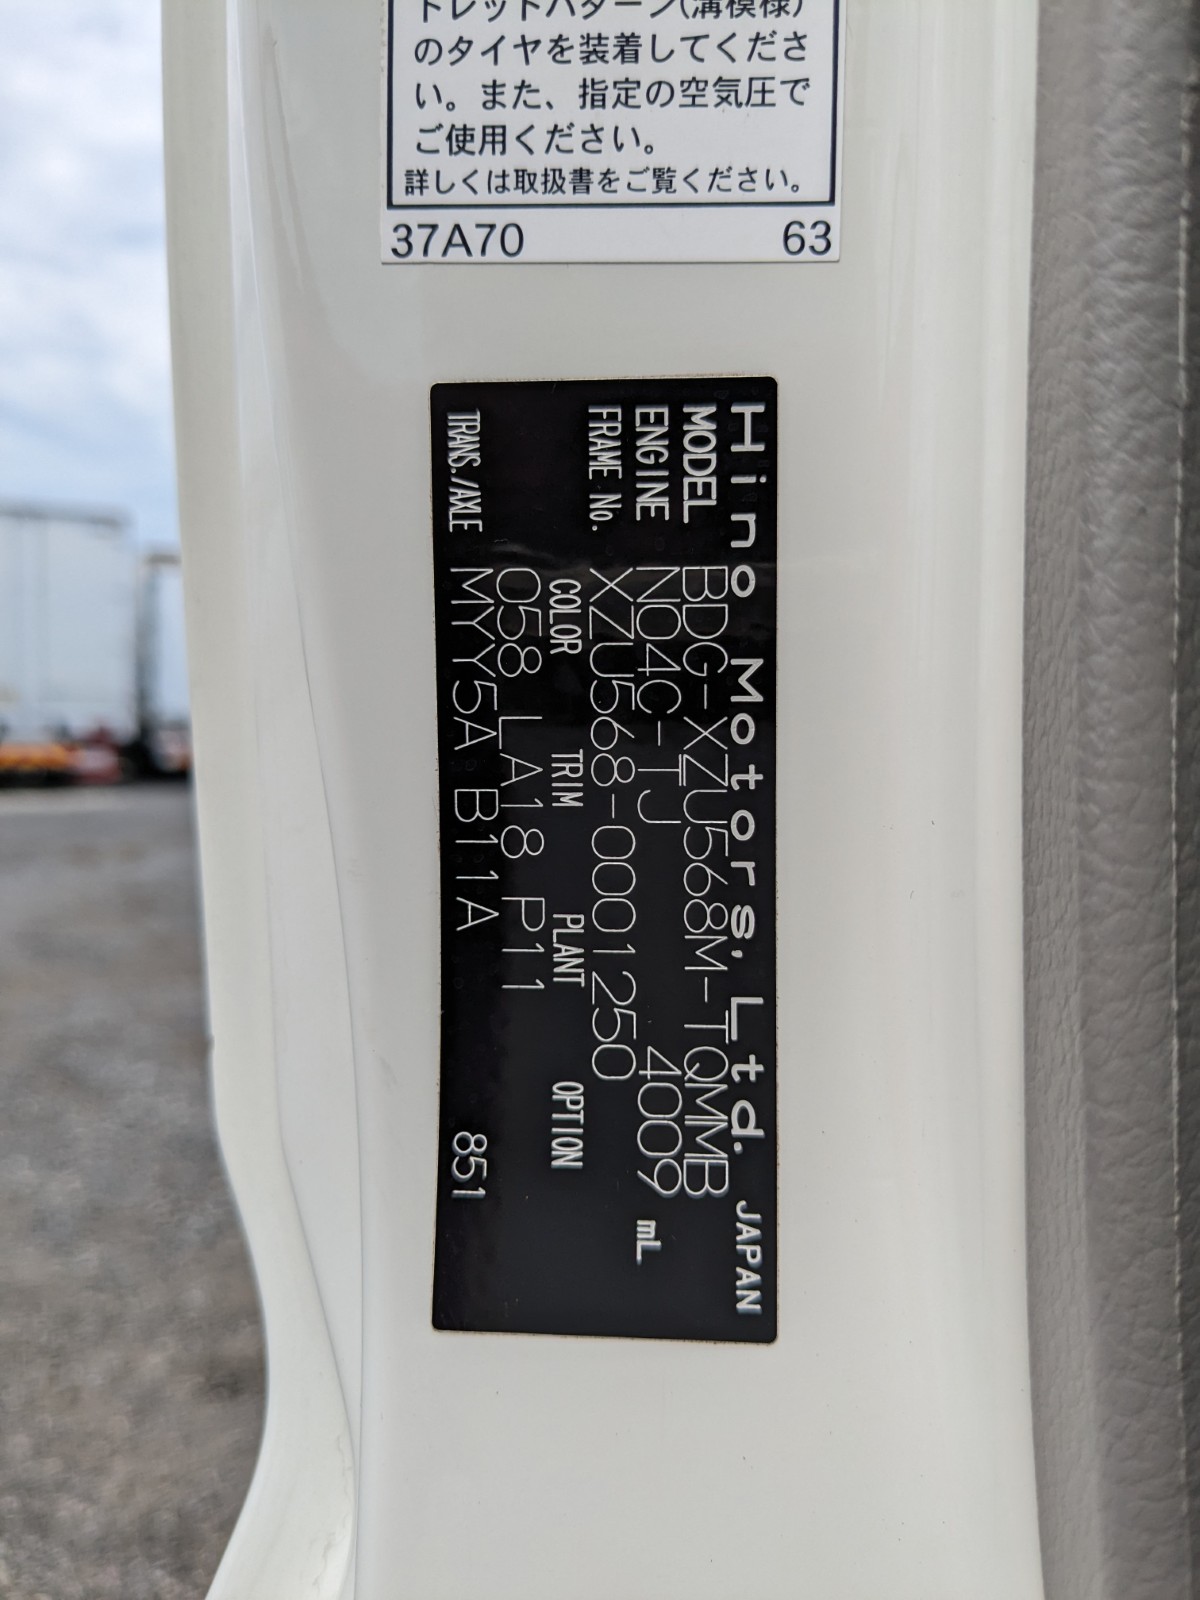 トレッドパターン(溝模様)
のタイヤを装着してくださ
い。また、指定の空気圧で
ご使用ください。
詳しくは取扱書をご覧ください。
37A70 63
Hino Motors, Ltd. JAPAN
MODEL BDG-XZU568M-TQMMB
ENGINE N04C-TJ 4009 mL
FRAME No. XZU568-0001250
COLOR TRIM PLANT OPTION
058 LA18 P11
TRANS./AXLE MYY5A B11A 851